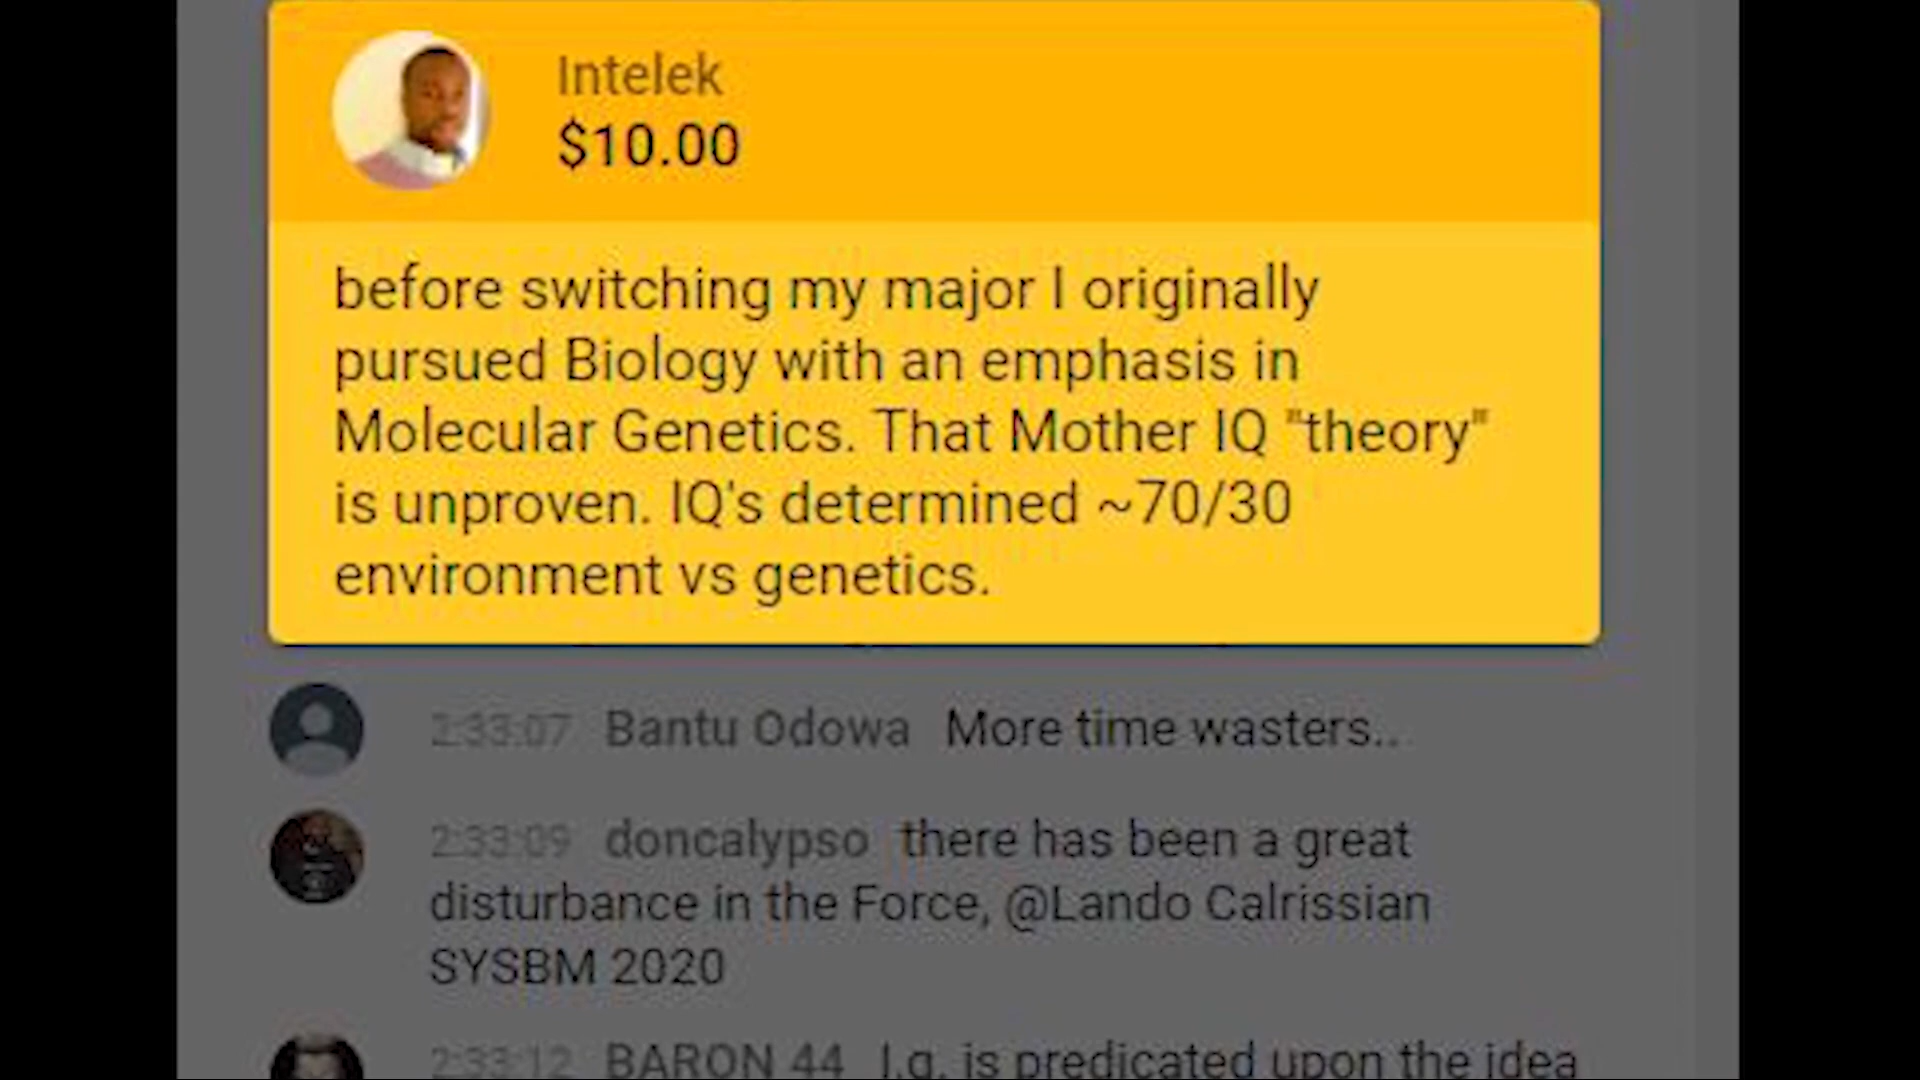 Intelek
$10.00
before switching my major I originally
pursued Biology with an emphasis in
Molecular Genetics. That Mother IQ "theory"
is unproven. IQ's determined ~70/30
environment vs genetics.
2:33:07 Bantu Odowa More time wasters..
2:33:09 doncalypso there has been a great
disturbance in the Force, @Lando Calrissian
SYSBM 2020
2:33:12 BARON 44 I.q. is predicated upon the idea